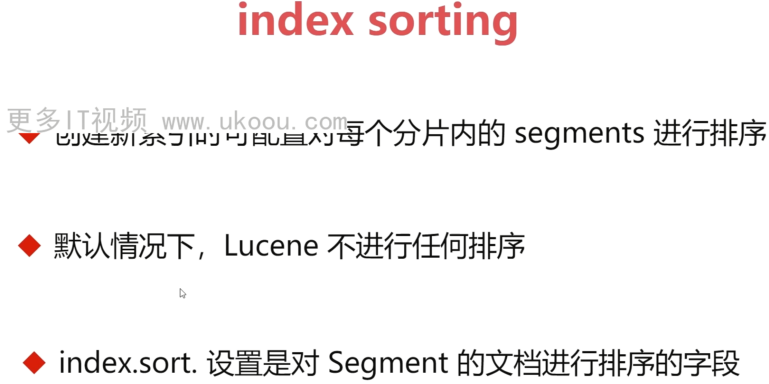 index sorting
更多IT视频 www.ukoou.com
创建新索引时可配置对每个分片内的 segments 进行排序
默认情况下，Lucene 不进行任何排序
index.sort. 设置是对 Segment 的文档进行排序的字段